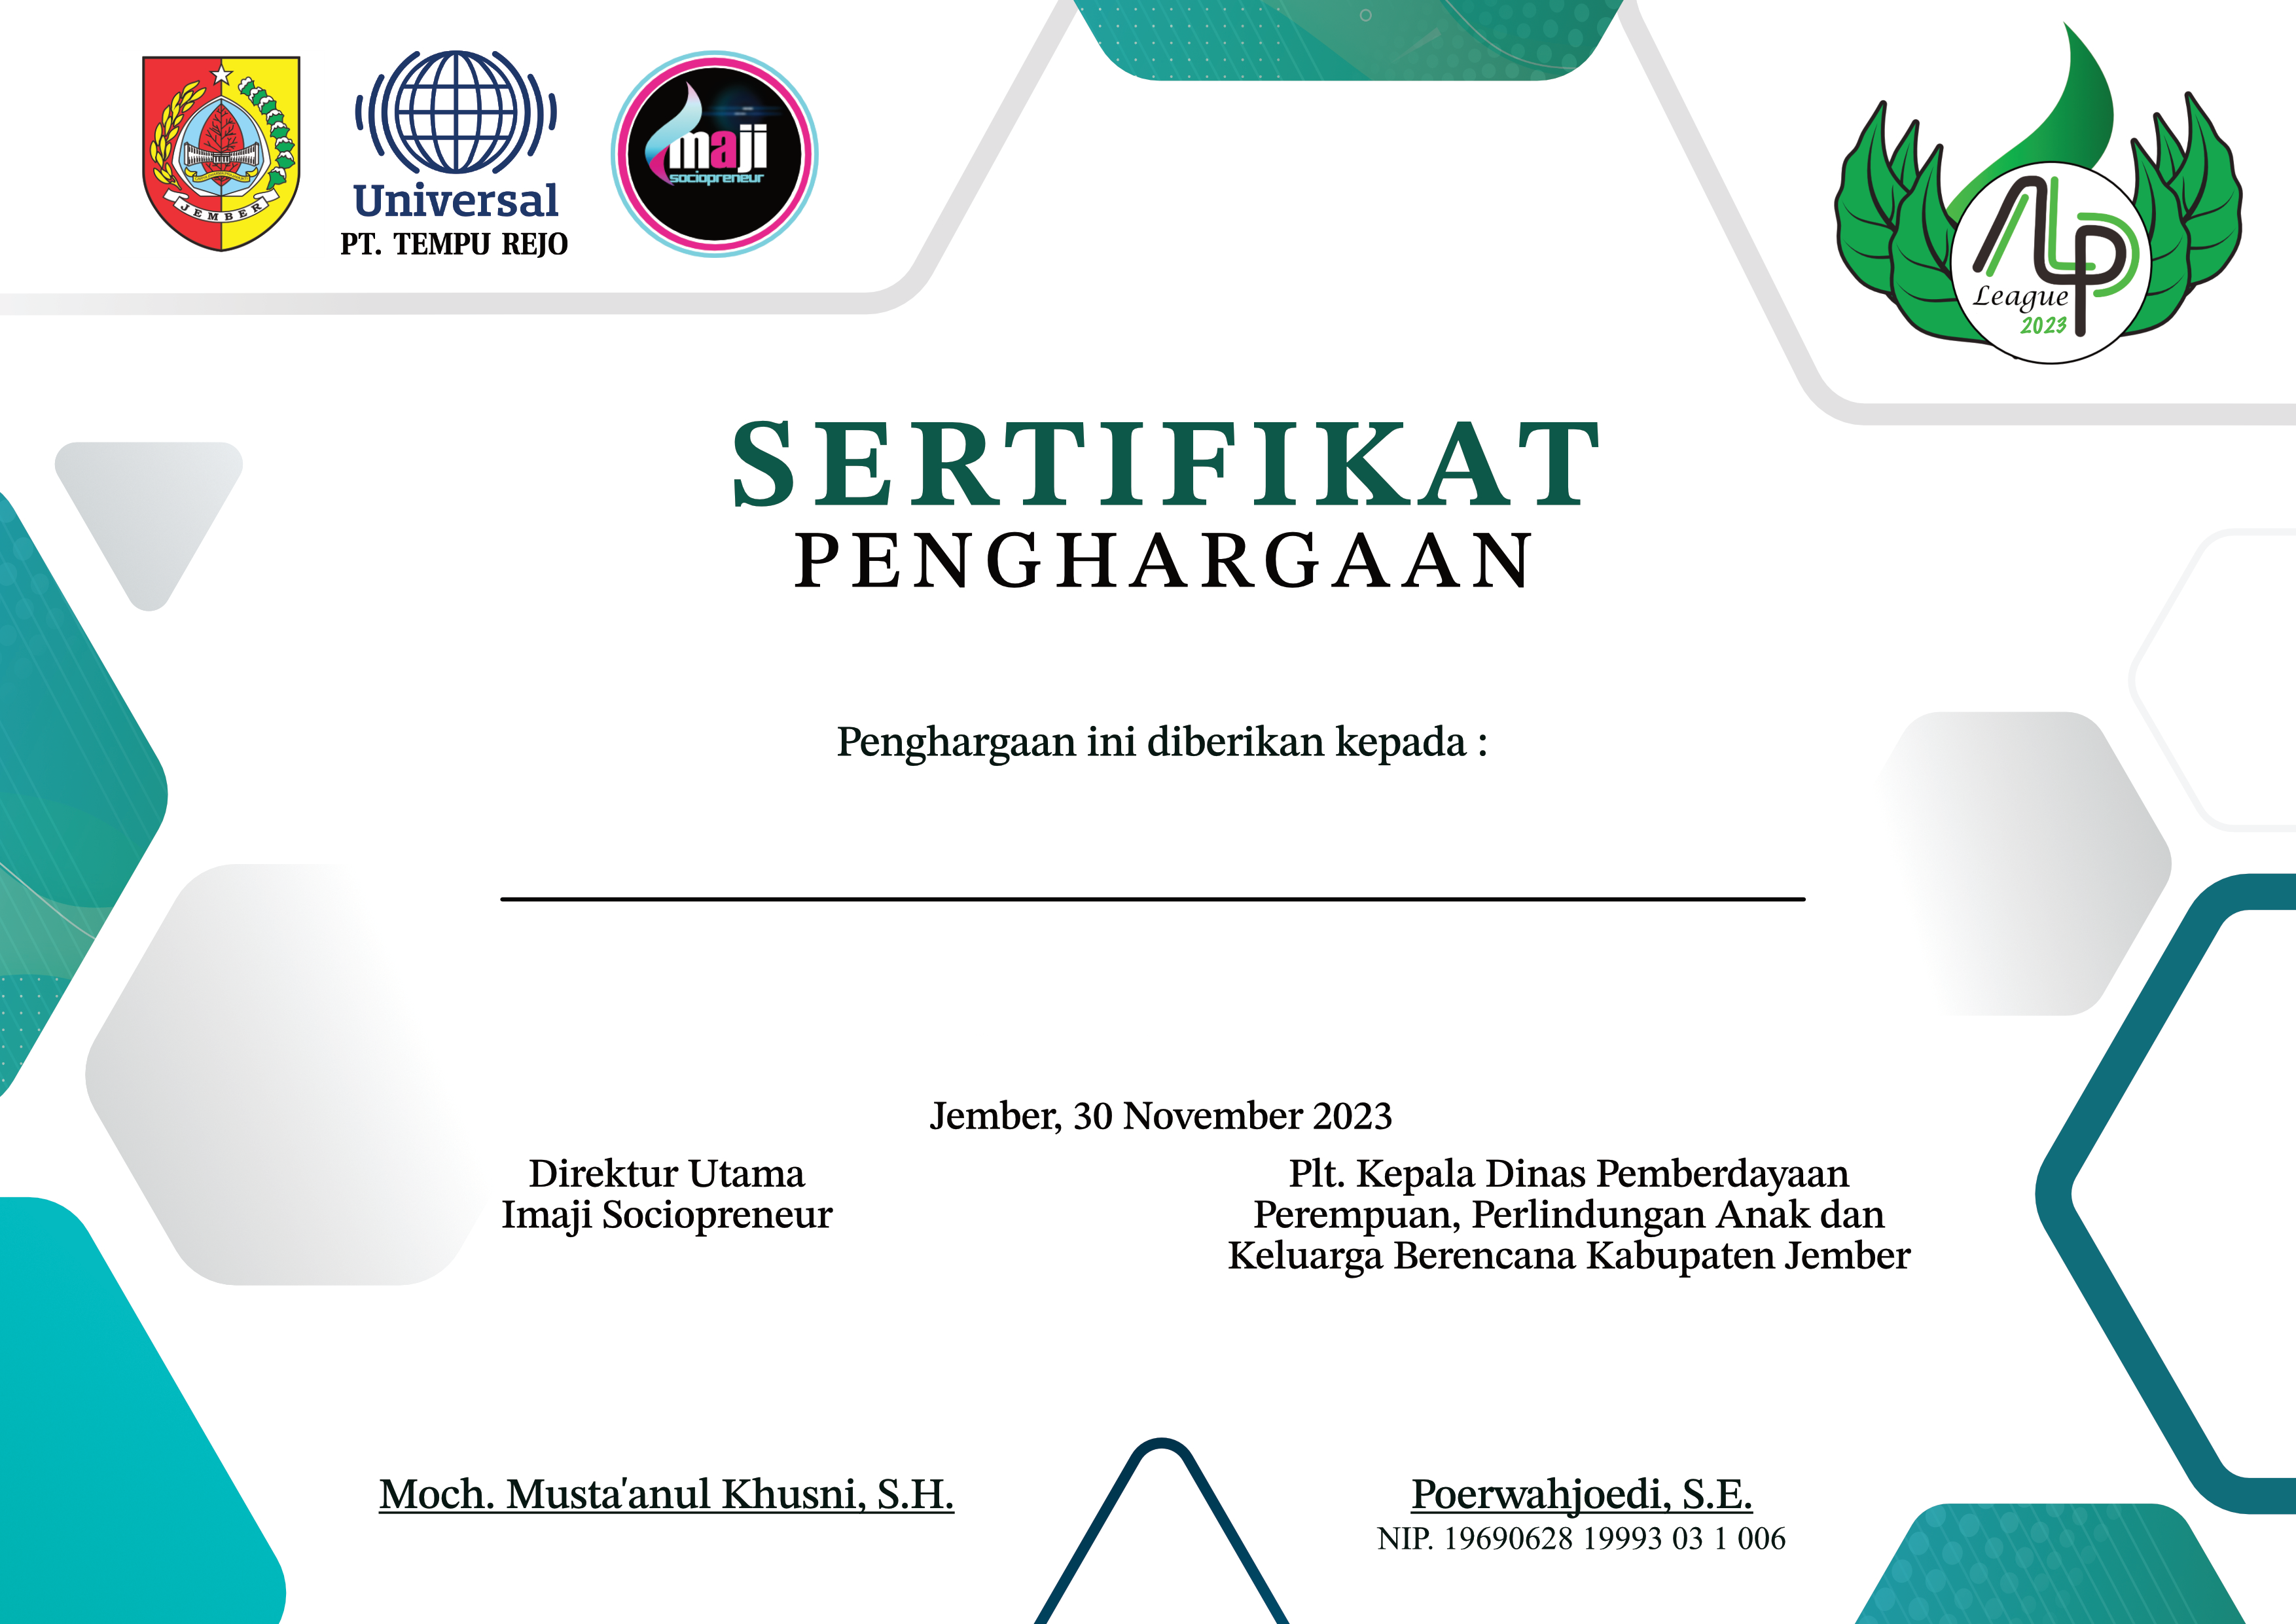 JEMBER
Universal
PT. TEMPU REJO
maji
sociopreneur
ALP
League
2023
SERTIFIKAT
PENGHARGAAN
Penghargaan ini diberikan kepada :
Jember, 30 November 2023
Direktur Utama
Imaji Sociopreneur
Plt. Kepala Dinas Pemberdayaan
Perempuan, Perlindungan Anak dan
Keluarga Berencana Kabupaten Jember
Moch. Musta'anul Khusni, S.H.
Poerwahjoedi, S.E.
NIP. 19690628 19993 03 1 006